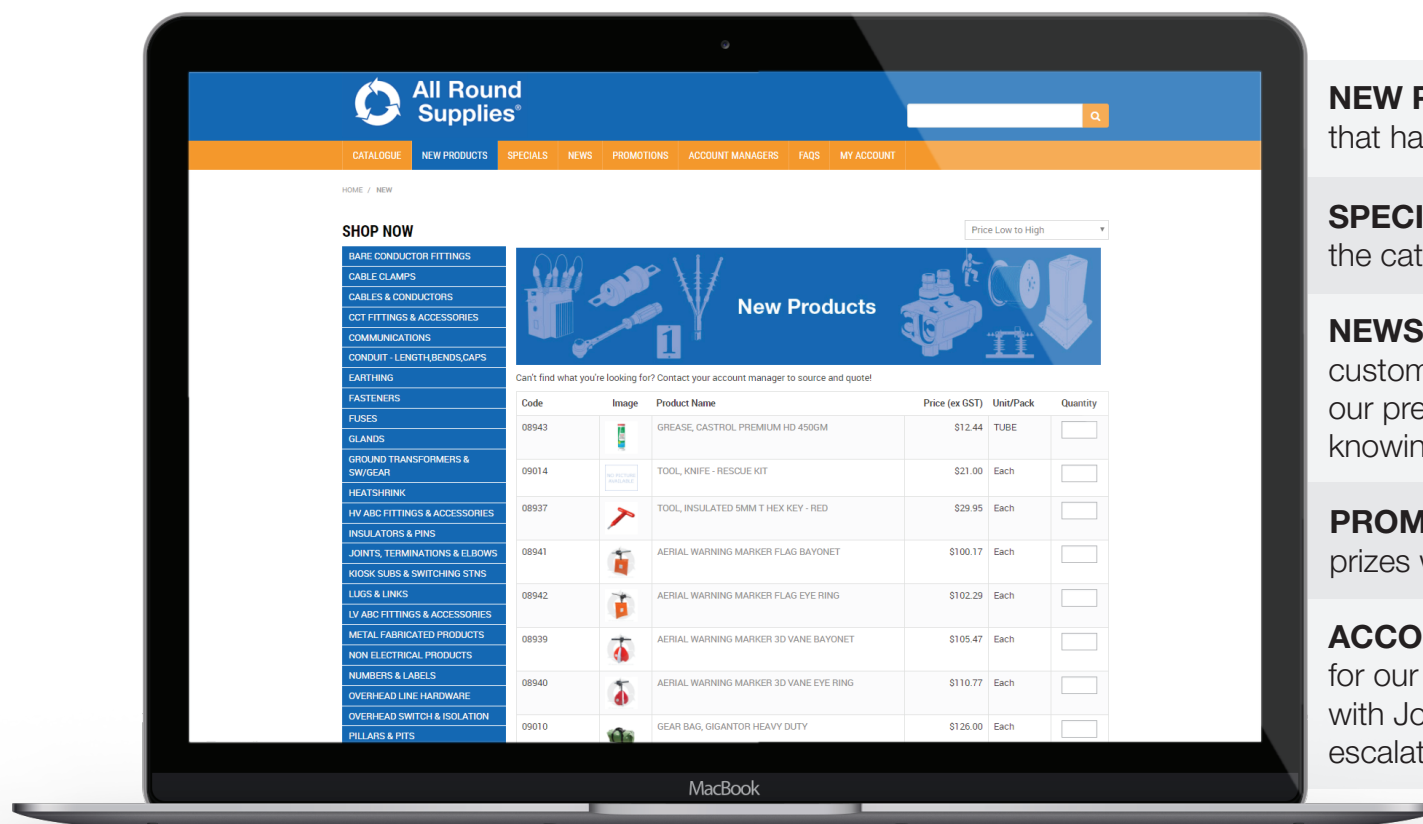 All Round
Supplies®
CATALOGUE NEW PRODUCTS SPECIALS NEWS PROMOTIONS ACCOUNT MANAGERS FAQS MY ACCOUNT
HOME / NEW
SHOP NOW
Price Low to High
BARE CONDUCTOR FITTINGS
CABLE CLAMPS
CABLES & CONDUCTORS
CCT FITTINGS & ACCESSORIES
COMMUNICATIONS
CONDUIT - LENGTH,BENDS,CAPS
EARTHING
FASTENERS
FUSES
GLANDS
GROUND TRANSFORMERS &
SW/GEAR
HEATSHRINK
HV ABC FITTINGS & ACCESSORIES
INSULATORS & PINS
JOINTS, TERMINATIONS & ELBOWS
KIOSK SUBS & SWITCHING STNS
LUGS & LINKS
LV ABC FITTINGS & ACCESSORIES
METAL FABRICATED PRODUCTS
NON ELECTRICAL PRODUCTS
NUMBERS & LABELS
OVERHEAD LINE HARDWARE
OVERHEAD SWITCH & ISOLATION
PILLARS & PITS
1
New Products
Can't find what you're looking for? Contact your account manager to source and quote!
Code Image Product Name Price (ex GST) Unit/Pack Quantity
08943 GREASE, CASTROL PREMIUM HD 450GM $12.44 TUBE
09014 NO PICTURE AVAILABLE TOOL, KNIFE - RESCUE KIT $21.00 Each
08937 TOOL, INSULATED 5MM T HEX KEY - RED $29.95 Each
08941 AERIAL WARNING MARKER FLAG BAYONET $100.17 Each
08942 AERIAL WARNING MARKER FLAG EYE RING $102.29 Each
08939 AERIAL WARNING MARKER 3D VANE BAYONET $105.47 Each
08940 AERIAL WARNING MARKER 3D VANE EYE RING $110.77 Each
09010 GEAR BAG, GIGANTOR HEAVY DUTY $126.00 Each
MacBook
NEW P
that ha
SPECI
the cat
NEWS
custom
our pre
knowin
PROM
prizes
ACCO
for our
with Jo
escalat